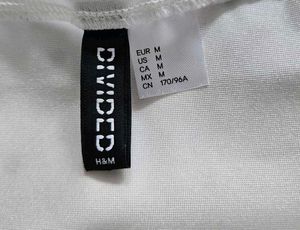 DIVIDED
H&M
EUR M
US M
CA M
MX M
CN 170/96A